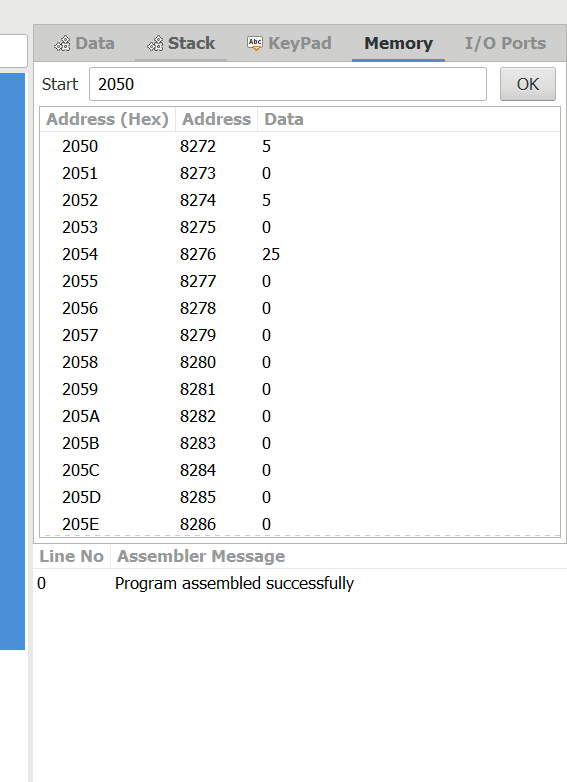 Data Stack KeyPad Memory I/O Ports
Start 2050 OK
Address (Hex) Address Data
2050 8272 5
2051 8273 0
2052 8274 5
2053 8275 0
2054 8276 25
2055 8277 0
2056 8278 0
2057 8279 0
2058 8280 0
2059 8281 0
205A 8282 0
205B 8283 0
205C 8284 0
205D 8285 0
205E 8286 0
Line No Assembler Message
0 Program assembled successfully